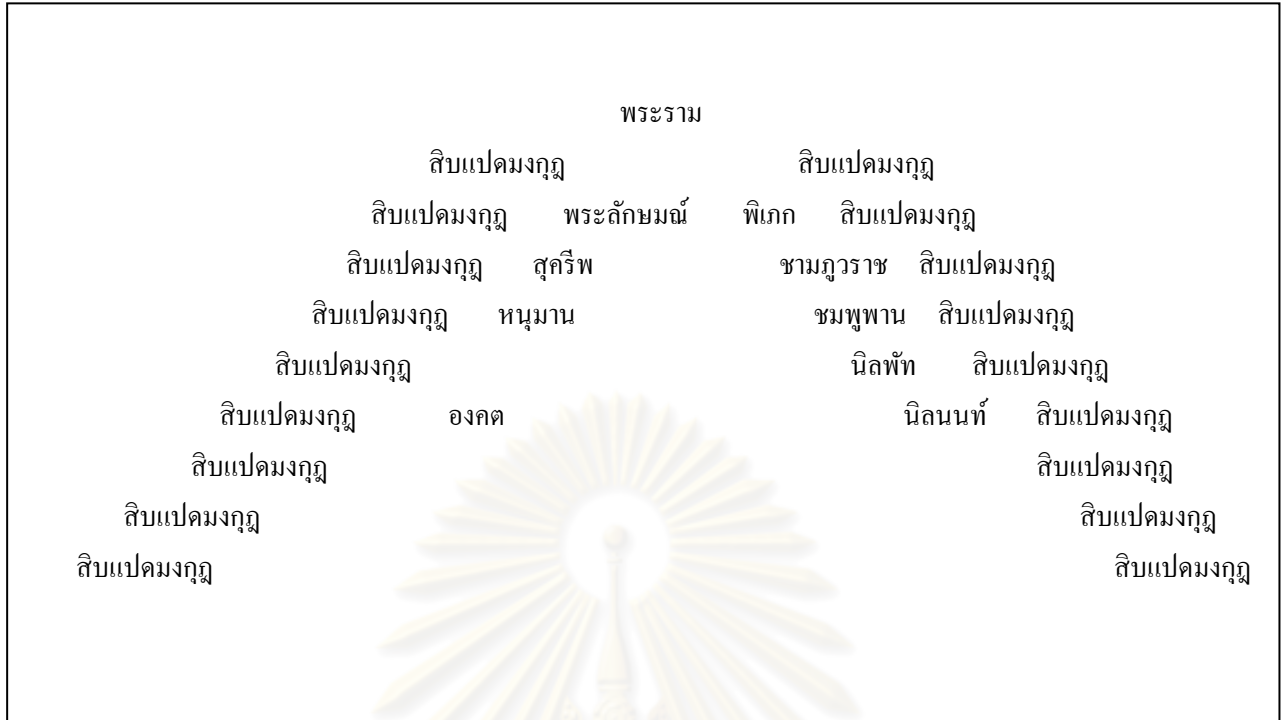 พระราม
สิบแปดมงกุฎ สิบแปดมงกุฎ
สิบแปดมงกุฎ พระลักษมณ์ พิเภก สิบแปดมงกุฎ
สิบแปดมงกุฎ สุครีพ ชามภูวราช สิบแปดมงกุฎ
สิบแปดมงกุฎ หนุมาน ชมพูพาน สิบแปดมงกุฎ
สิบแปดมงกุฎ นิลพัท สิบแปดมงกุฎ
สิบแปดมงกุฎ องคต นิลนนท์ สิบแปดมงกุฎ
สิบแปดมงกุฎ สิบแปดมงกุฎ
สิบแปดมงกุฎ สิบแปดมงกุฎ
สิบแปดมงกุฎ สิบแปดมงกุฎ